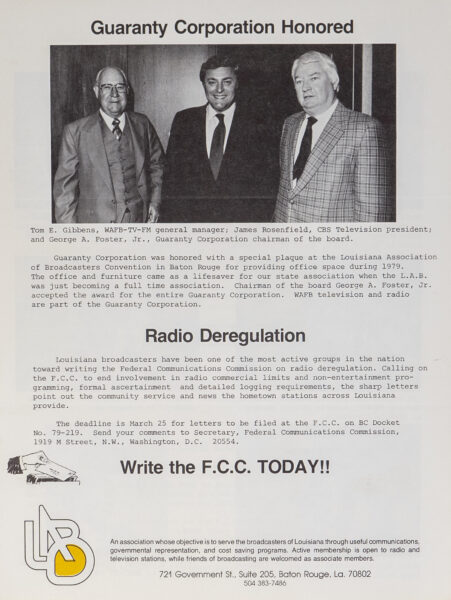 Guaranty Corporation Honored
Tom E. Gibbens, WAFB-TV-FM general manager; James Rosenfield, CBS Television president;
and George A. Foster, Jr., Guaranty Corporation chairman of the board.
Guaranty Corporation was honored with a special plaque at the Louisiana Association
of Broadcasters Convention in Baton Rouge for providing office space during 1979.
The office and furniture came as a lifesaver for our state association when the L.A.B.
was just becoming a full time association. Chairman of the board George A. Foster, Jr.
accepted the award for the entire Guaranty Corporation. WAFB television and radio
are part of the Guaranty Corporation.
Radio Deregulation
Louisiana broadcasters have been one of the most active groups in the nation
toward writing the Federal Communications Commission on radio deregulation. Calling on
the F.C.C. to end involvement in radio commercial limits and non-entertainment pro-
gramming, formal ascertainment and detailed logging requirements, the sharp letters
point out the community service and news the hometown stations across Louisiana
provide.
The deadline is March 25 for letters to be filed at the F.C.C. on BC Docket
No. 79-219. Send your comments to Secretary, Federal Communications Commission,
1919 M Street, N.W., Washington, D.C. 20554.
Write the F.C.C. TODAY!!
LAB
An association whose objective is to serve the broadcasters of Louisiana through useful communications,
governmental representation, and cost saving programs. Active membership is open to radio and
television stations, while friends of broadcasting are welcomed as associate members.
721 Government St., Suite 205, Baton Rouge, La. 70802
504 383-7486